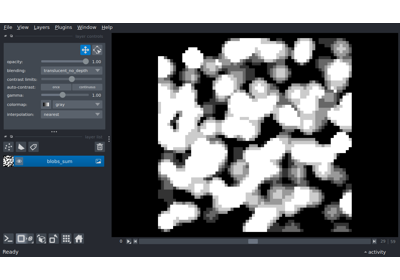 File View Layers Plugins Window Help
opacity: 1.00
blending: translucent_no_depth
contrast limits:
auto-contrast: once continuous
gamma: 1.00
colormap: gray
interpolation: nearest
blobs_sum
Ready
activity